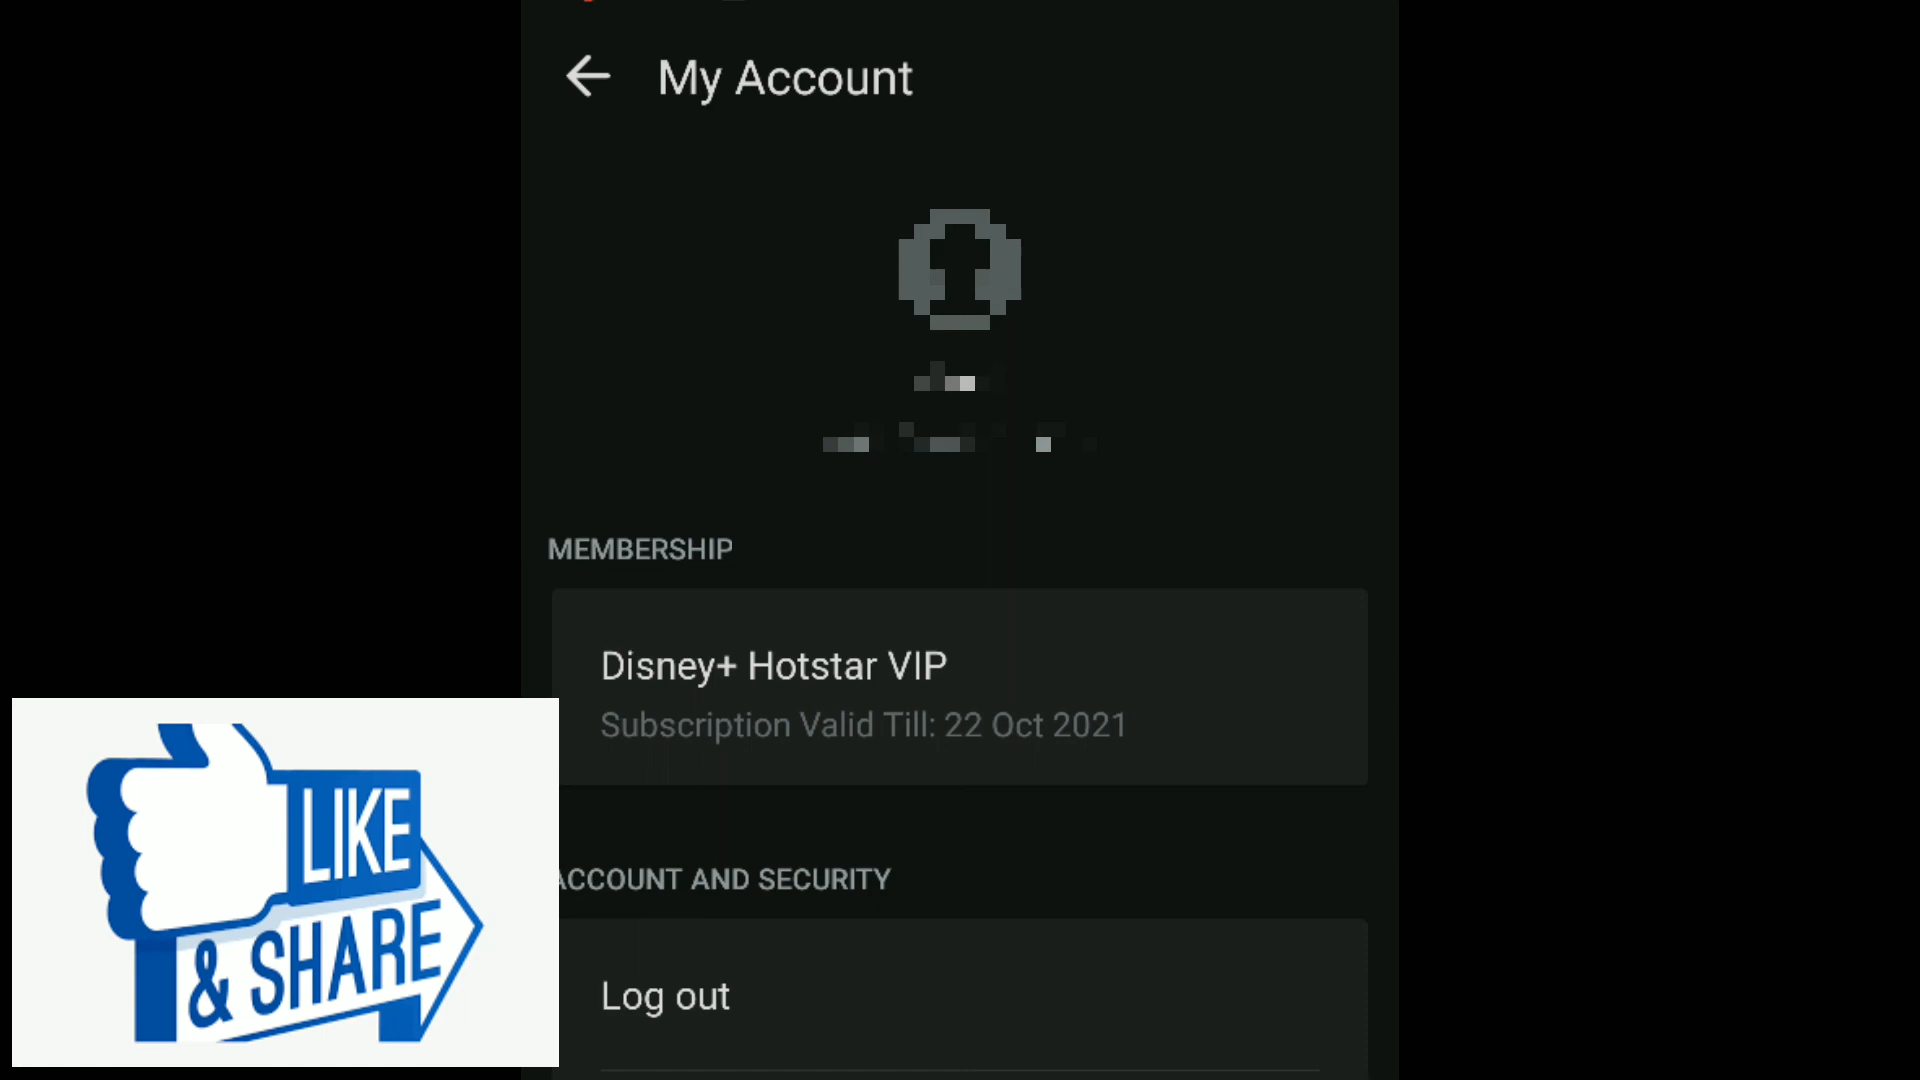 My Account
MEMBERSHIP
Disney+ Hotstar VIP
Subscription Valid Till: 22 Oct 2021
ACCOUNT AND SECURITY
Log out
LIKE
& SHARE